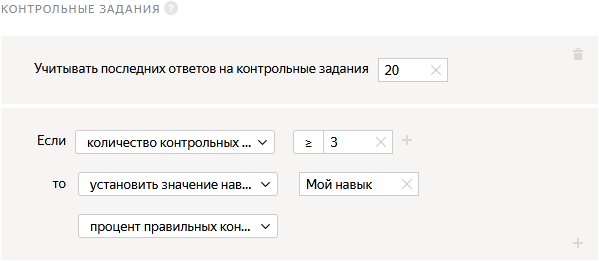 КОНТРОЛЬНЫЕ ЗАДАНИЯ ?
Учитывать последних ответов на контрольные задания 20
Если количество контрольных ... ≥ 3
то установить значение нав... Мой навык
процент правильных кон...